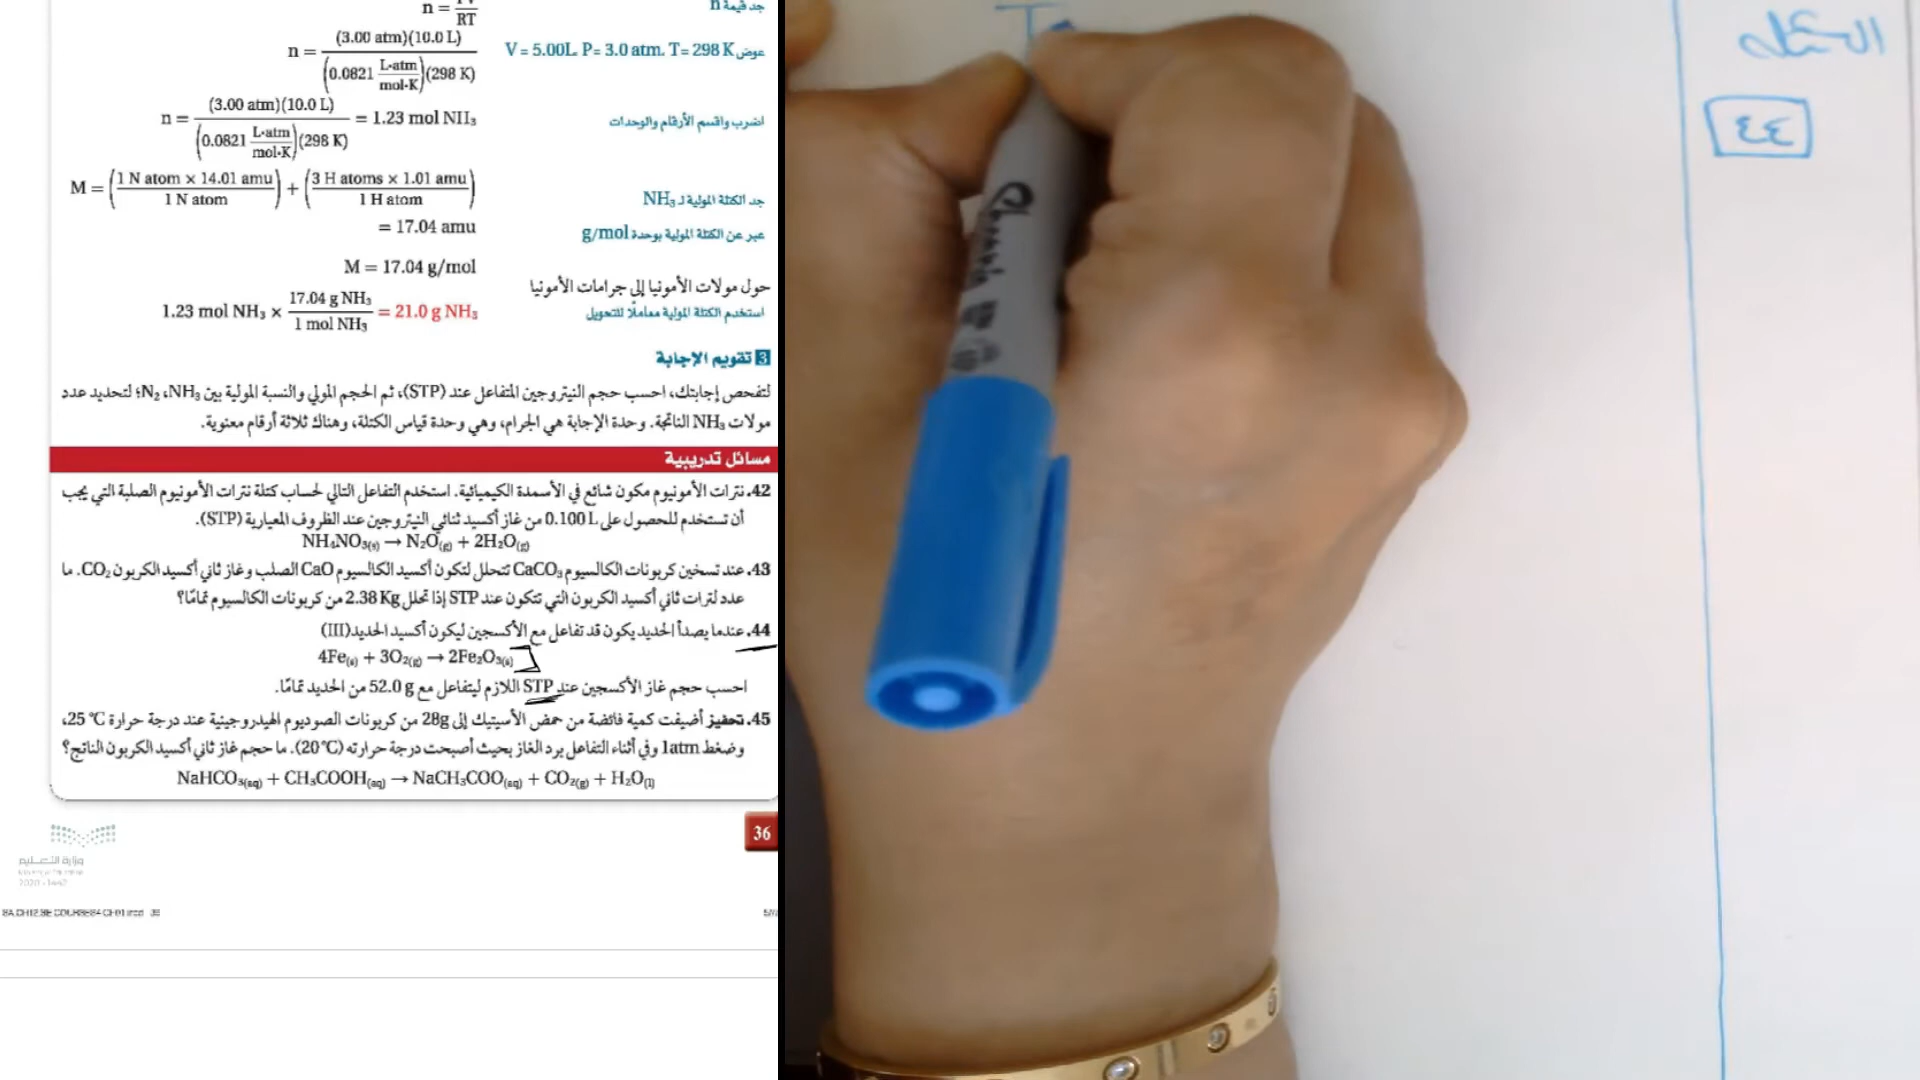 جد قيمة n
n = PV/RT
عوض V = 5.00L. P= 3.0 atm. T= 298 K
n = (3.00 atm)(10.0 L) / (0.0821 L·atm/mol·K)(298 K)
اضرب واقسم الأرقام والوحدات
n = (3.00 atm)(10.0 L) / (0.0821 L·atm/mol·K)(298 K) = 1.23 mol NH₃
جد الكتلة المولية لـ NH₃
M = (1 N atom × 14.01 amu / 1 N atom) + (3 H atoms × 1.01 amu / 1 H atom)
= 17.04 amu
عبر عن الكتلة المولية بوحدة g/mol
M = 17.04 g/mol
حول مولات الأمونيا إلى جرامات الأمونيا
استخدم الكتلة المولية معاملًا للتحويل
1.23 mol NH₃ × 17.04 g NH₃ / 1 mol NH₃ = 21.0 g NH₃
3 تقويم الإجابة
لتفحص إجابتك، احسب حجم النيتروجين المتفاعل عند (STP)، ثم الحجم المولي والنسبة المولية بين N₂ ،NH₃؛ لتحديد عدد
مولات NH₃ الناتجة. وحدة الإجابة هي الجرام، وهي وحدة قياس الكتلة، وهناك ثلاثة أرقام معنوية.
مسائل تدريبية
42. نترات الأمونيوم مكون شائع في الأسمدة الكيميائية. استخدم التفاعل التالي لحساب كتلة نترات الأمونيوم الصلبة التي يجب
أن تستخدم للحصول على 0.100 L من غاز أكسيد ثنائي النيتروجين عند الظروف المعيارية (STP).
NH₄NO₃(s) → N₂O(g) + 2H₂O(g)
43. عند تسخين كربونات الكالسيوم CaCO₃ تتحلل لتكون أكسيد الكالسيوم CaO الصلب وغاز ثاني أكسيد الكربون CO₂. ما
عدد لترات ثاني أكسيد الكربون التي تتكون عند STP إذا تحلل 2.38 Kg من كربونات الكالسيوم تمامًا؟
44. عندما يصدأ الحديد يكون قد تفاعل مع الأكسجين ليكون أكسيد الحديد(III)
4Fe(s) + 3O₂(g) → 2Fe₂O₃(s)
احسب حجم غاز الأكسجين عند STP اللازم ليتفاعل مع 52.0 g من الحديد تمامًا.
45. تحفيز أضيفت كمية فائضة من حمض الأسيتيك إلى 28g من كربونات الصوديوم الهيدروجينية عند درجة حرارة 25 °C،
وضغط 1atm وفي أثناء التفاعل يرد الغاز بحيث أصبحت درجة حرارته (20 °C). ما حجم غاز ثاني أكسيد الكربون الناتج؟
NaHCO₃(aq) + CH₃COOH(aq) → NaCH₃COO(aq) + CO₂(g) + H₂O(l)
36
وزارة التعليم
Ministry of Education
2020 - 1442
٤٤